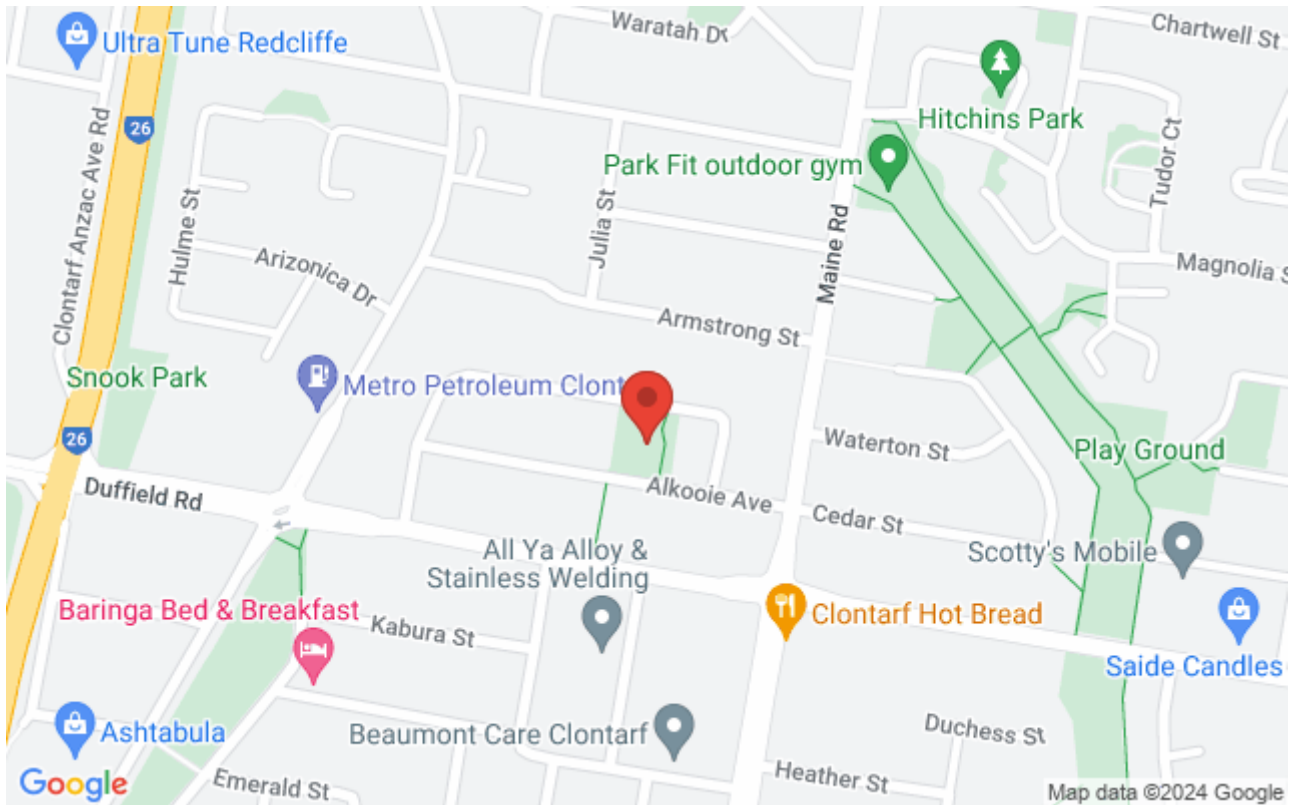 Waratah Dr
Chartwell St
Ultra Tune Redcliffe
26
Hitchins Park
Clontarf Anzac Ave Rd
Park Fit outdoor gym
Tudor Ct
Hulme St
Julia St
Maine Rd
Arizonica Dr
Magnolia S
Armstrong St
Snook Park
Metro Petroleum Clont
26
Waterton St
Play Ground
Duffield Rd
Alkooie Ave
Cedar St
All Ya Alloy &
Stainless Welding
Scotty's Mobile
Baringa Bed & Breakfast
Kabura St
Clontarf Hot Bread
Saide Candles
Ashtabula
Beaumont Care Clontarf
Duchess St
Emerald St
Heather St
Google
Map data ©2024 Google